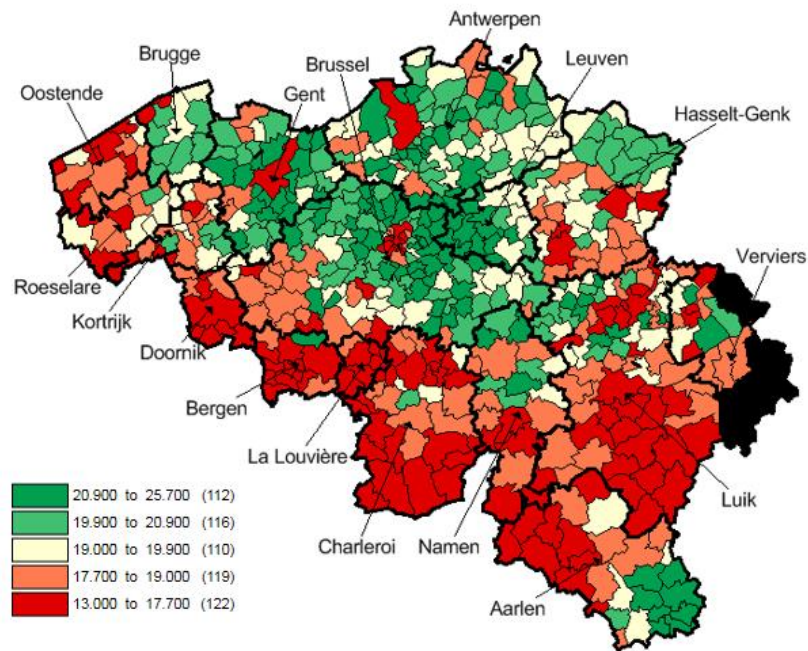 Antwerpen
Brugge
Brussel
Leuven
Oostende
Gent
Hasselt-Genk
Verviers
Roeselare
Kortrijk
Doornik
Bergen
La Louvière
Luik
Charleroi
Namen
Aarlen
20.900 to 25.700 (112)
19.900 to 20.900 (116)
19.000 to 19.900 (110)
17.700 to 19.000 (119)
13.000 to 17.700 (122)